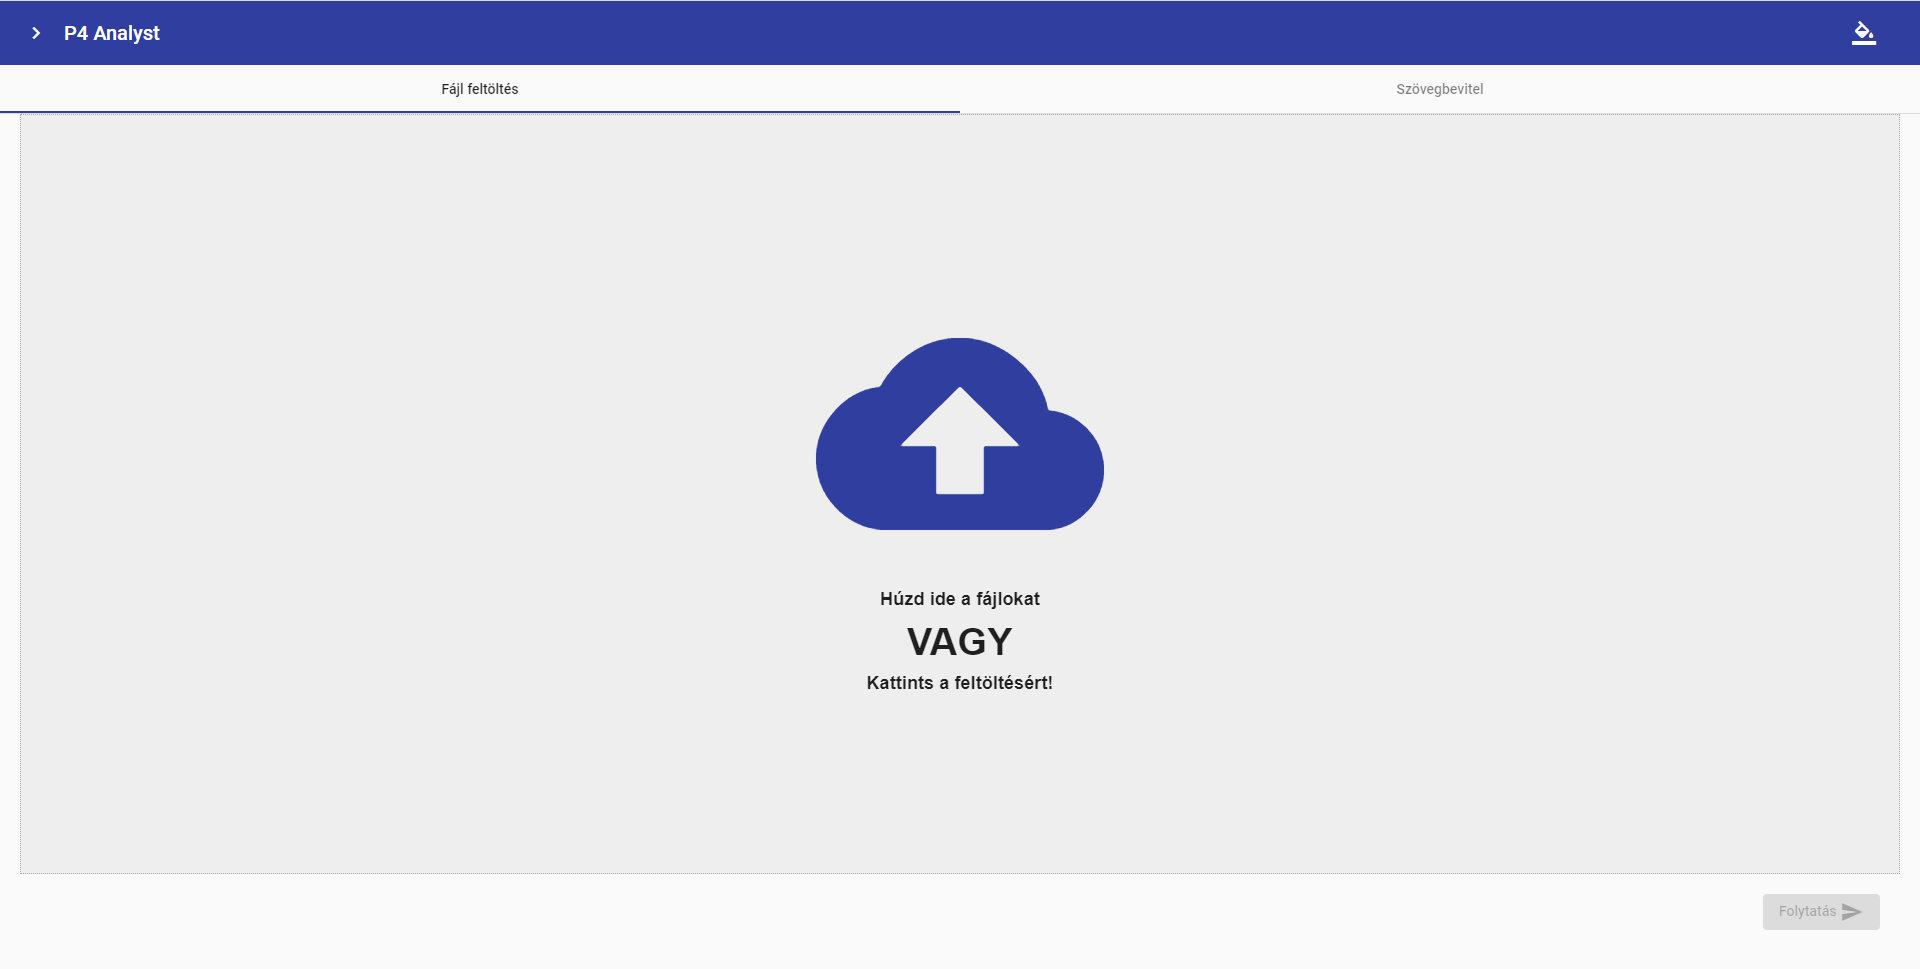 P4 Analyst
Fájl feltöltés
Szövegbevitel
Húzd ide a fájlokat
VAGY
Kattints a feltöltésért!
Folytatás